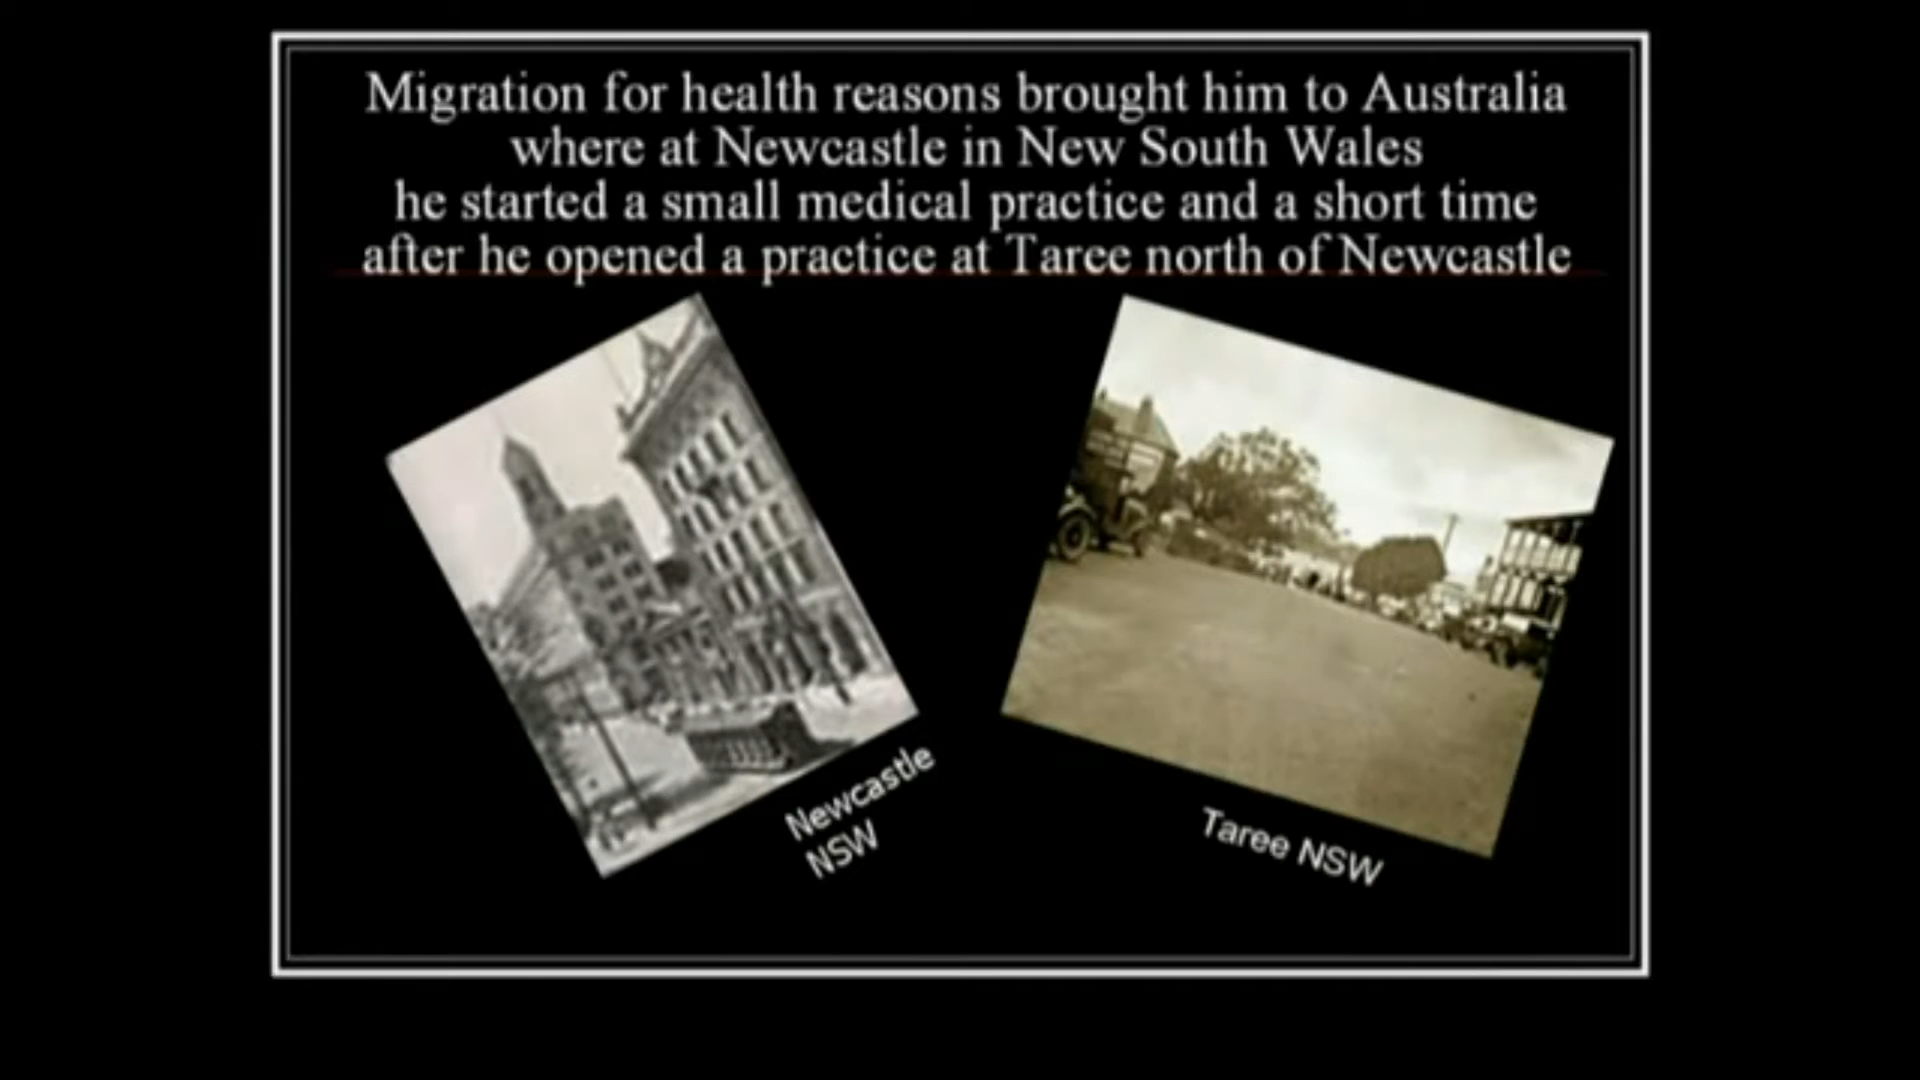 Migration for health reasons brought him to Australia
where at Newcastle in New South Wales
he started a small medical practice and a short time
after he opened a practice at Taree north of Newcastle
Newcastle
NSW
Taree NSW